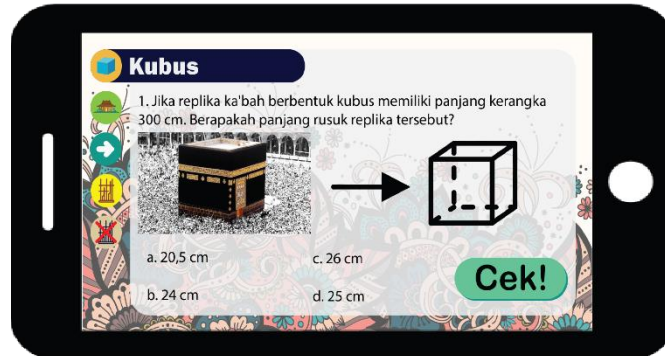 Kubus
1. Jika replika ka'bah berbentuk kubus memiliki panjang kerangka
300 cm. Berapakah panjang rusuk replika tersebut?
a. 20,5 cm
c. 26 cm
b. 24 cm
d. 25 cm
Cek!